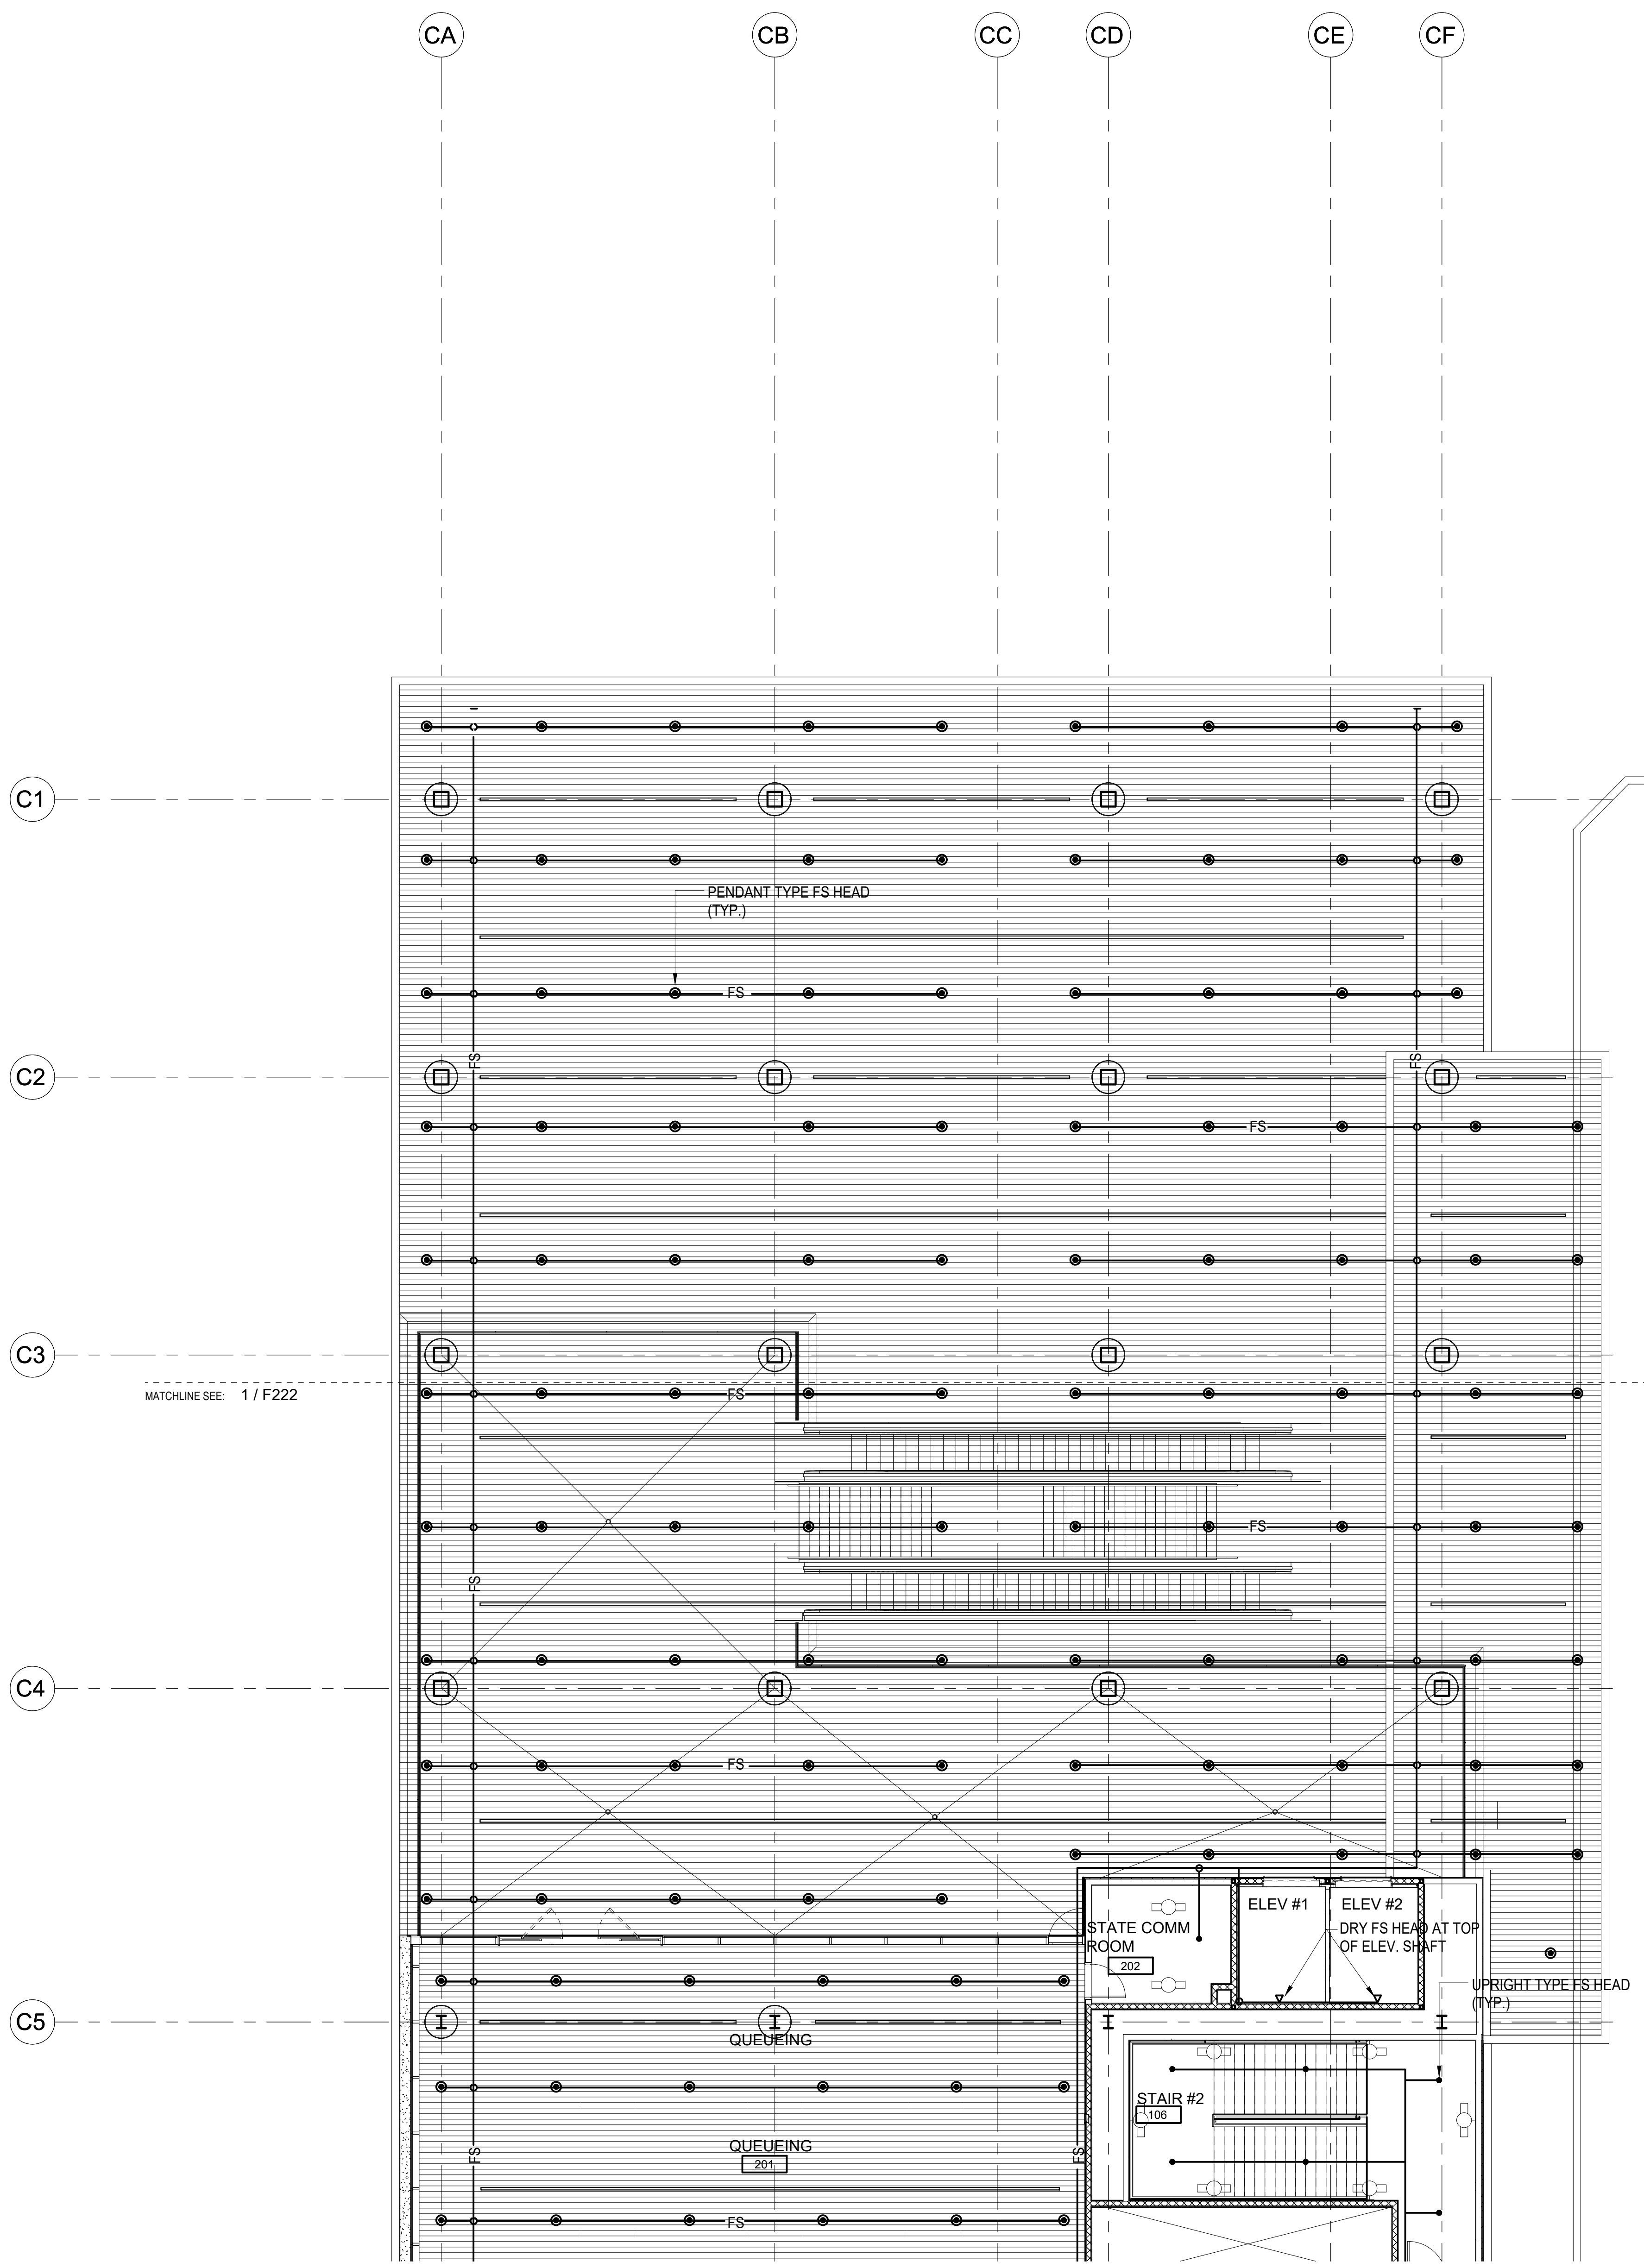 CA
CB
CC
CD
CE
CF
C1
PENDANT TYPE FS HEAD
(TYP.)
FS
C2
FS
FS
FS
C3
MATCHLINE SEE: 1 / F222
FS
FS
FS
C4
FS
ELEV #1
ELEV #2
STATE COMM
ROOM
202
DRY FS HEAD AT TOP
OF ELEV. SHAFT
UPRIGHT TYPE FS HEAD
(TYP.)
C5
QUEUEING
STAIR #2
106
QUEUEING
201
FS
FS
FS